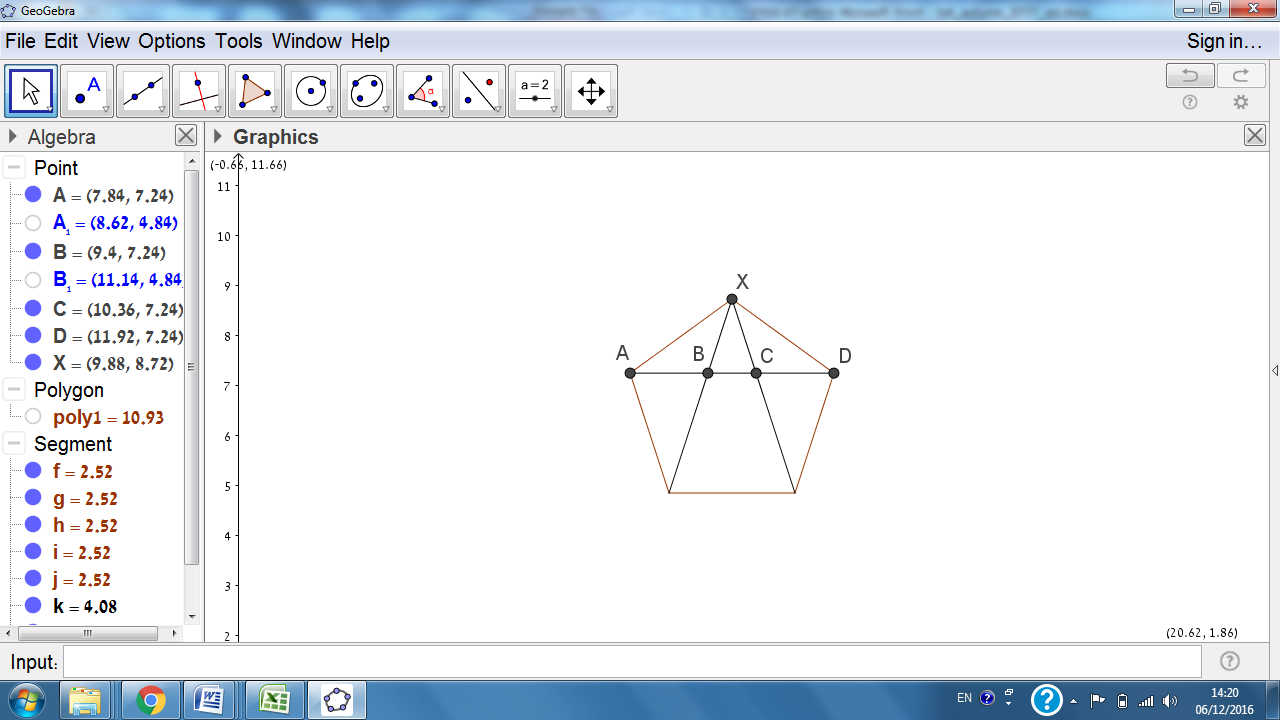 GeoGebra
File Edit View Options Tools Window Help
Sign in…
A
α
a = 2
Algebra
Graphics
Point
A = (7.84, 7.24)
A₁ = (8.62, 4.84)
B = (9.4, 7.24)
B₁ = (11.14, 4.84
C = (10.36, 7.24)
D = (11.92, 7.24)
X = (9.88, 8.72)
Polygon
poly1 = 10.93
Segment
f = 2.52
g = 2.52
h = 2.52
i = 2.52
j = 2.52
k = 4.08
(-0.66, 11.66)
11
10
9
8
7
6
5
4
3
2
X
A
B
C
D
(20.62, 1.86)
Input:
EN
14:20
06/12/2016